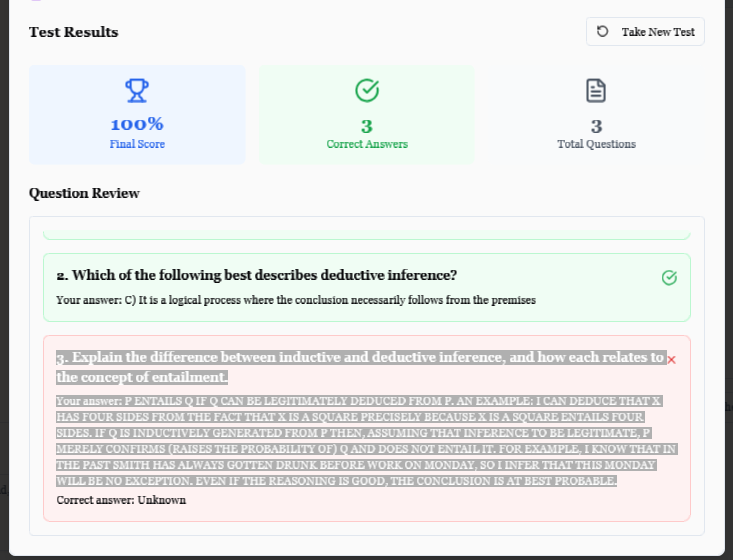 Test Results
Take New Test
100%
Final Score
3
Correct Answers
3
Total Questions
Question Review
2. Which of the following best describes deductive inference?
Your answer: C) It is a logical process where the conclusion necessarily follows from the premises
3. Explain the difference between inductive and deductive inference, and how each relates to
the concept of entailment.
Your answer: P ENTAILS Q IF Q CAN BE LEGITIMATELY DEDUCED FROM P. AN EXAMPLE; I CAN DEDUCE THAT X
HAS FOUR SIDES FROM THE FACT THAT X IS A SQUARE PRECISELY BECAUSE X IS A SQUARE ENTAILS FOUR
SIDES. IF Q IS INDUCTIVELY GENERATED FROM P THEN, ASSUMING THAT INFERENCE TO BE LEGITIMATE, P
MERELY CONFIRMS (RAISES THE PROBABILITY OF) Q AND DOES NOT ENTAIL IT. FOR EXAMPLE, I KNOW THAT IN
THE PAST SMITH HAS ALWAYS GOTTEN DRUNK BEFORE WORK ON MONDAY, SO I INFER THAT THIS MONDAY
WILL BE NO EXCEPTION. EVEN IF THE REASONING IS GOOD, THE CONCLUSION IS AT BEST PROBABLE.
Correct answer: Unknown